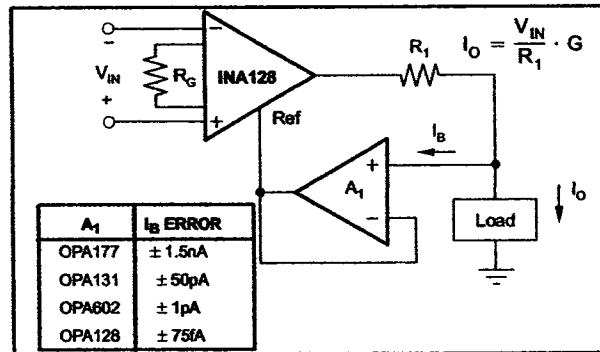 −
V_IN
+
R_G
−
INA128
+
Ref
R_1
I_O = V_IN / R_1 · G
I_B
+
A_1
−
I_O
Load
A_1 I_B ERROR
OPA177 ± 1.5nA
OPA131 ± 50pA
OPA602 ± 1pA
OPA128 ± 75fA